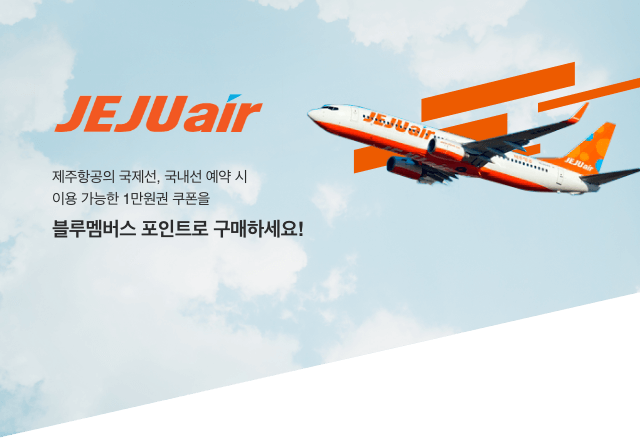 JEJUair
제주항공의 국제선, 국내선 예약 시
이용 가능한 1만원권 쿠폰을
블루멤버스 포인트로 구매하세요!
JEJUair
JEJUair